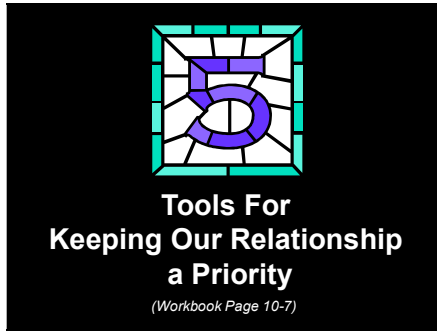 5
Tools For
Keeping Our Relationship
a Priority
(Workbook Page 10-7)